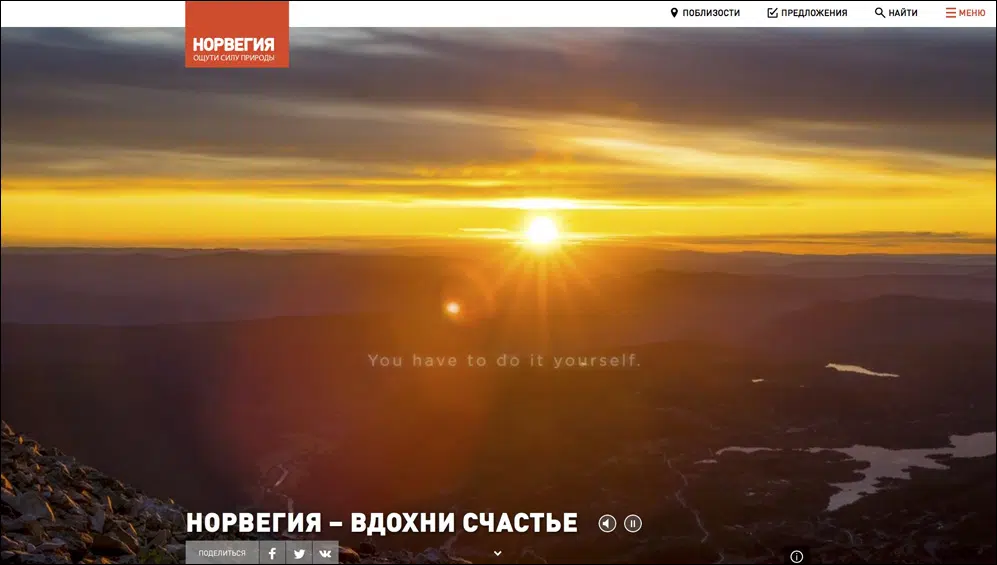 ПОБЛИЗОСТИ ПРЕДЛОЖЕНИЯ НАЙТИ МЕНЮ
НОРВЕГИЯ
ОЩУТИ СИЛУ ПРИРОДЫ
You have to do it yourself.
НОРВЕГИЯ – ВДОХНИ СЧАСТЬЕ
ПОДЕЛИТЬСЯ